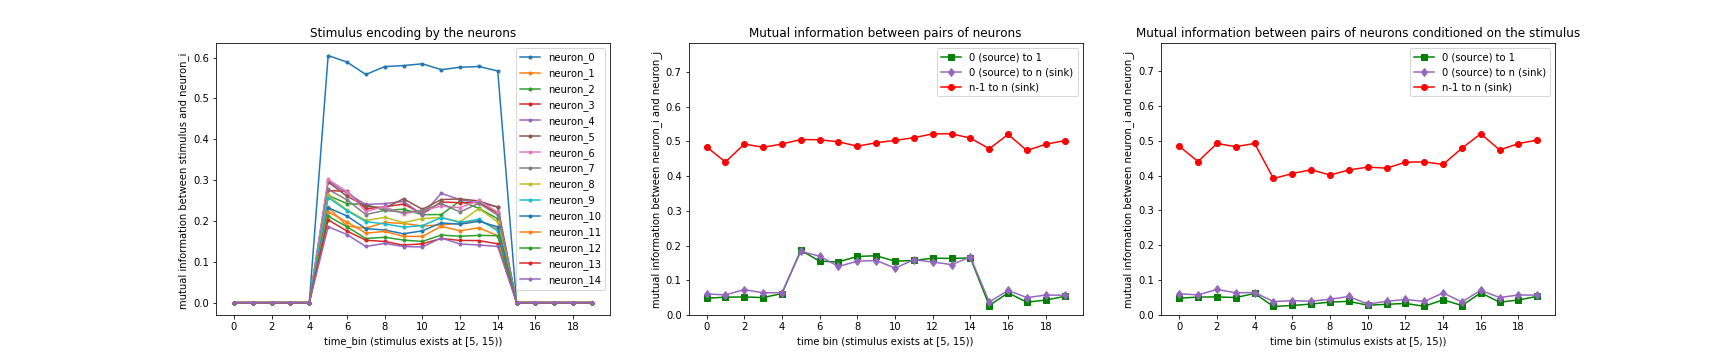 Stimulus encoding by the neurons
mutual information between stimulus and neuron_i
0.6
0.5
0.4
0.3
0.2
0.1
0.0
0 2 4 6 8 10 12 14 16 18
time_bin (stimulus exists at [5, 15))
neuron_0
neuron_1
neuron_2
neuron_3
neuron_4
neuron_5
neuron_6
neuron_7
neuron_8
neuron_9
neuron_10
neuron_11
neuron_12
neuron_13
neuron_14
Mutual information between pairs of neurons
mutual information between neuron_i and neuron_j
0.7
0.6
0.5
0.4
0.3
0.2
0.1
0.0
0 2 4 6 8 10 12 14 16 18
time bin (stimulus exists at [5, 15))
0 (source) to 1
0 (source) to n (sink)
n-1 to n (sink)
Mutual information between pairs of neurons conditioned on the stimulus
mutual information between neuron_i and neuron_j
0.7
0.6
0.5
0.4
0.3
0.2
0.1
0.0
0 2 4 6 8 10 12 14 16 18
time bin (stimulus exists at [5, 15))
0 (source) to 1
0 (source) to n (sink)
n-1 to n (sink)